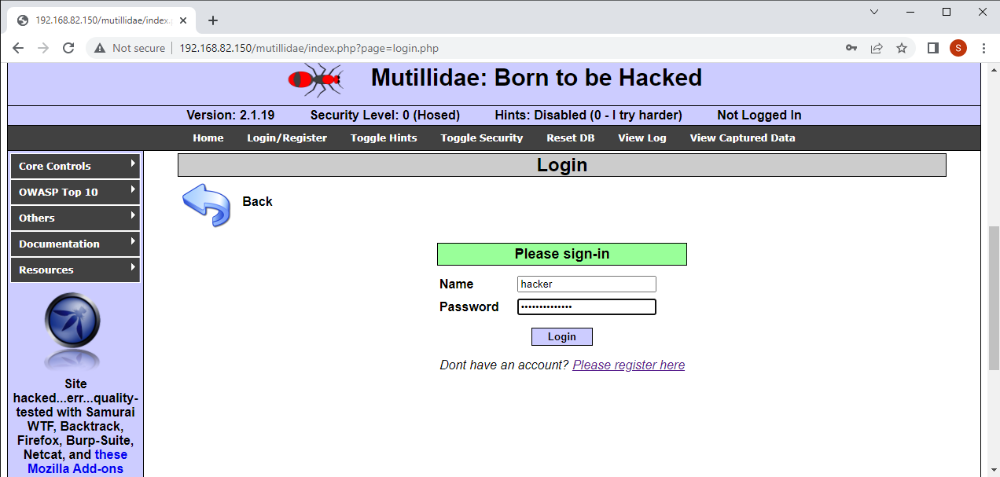 192.168.82.150/mutillidae/index.
Not secure 192.168.82.150/mutillidae/index.php?page=login.php
S
Mutillidae: Born to be Hacked
Version: 2.1.19 Security Level: 0 (Hosed) Hints: Disabled (0 - I try harder) Not Logged In
Home Login/Register Toggle Hints Toggle Security Reset DB View Log View Captured Data
Core Controls
OWASP Top 10
Others
Documentation
Resources
Site
hacked...err...quality-
tested with Samurai
WTF, Backtrack,
Firefox, Burp-Suite,
Netcat, and these
Mozilla Add-ons
Login
Back
Please sign-in
Name hacker
Password ••••••••••••••
Login
Dont have an account? Please register here